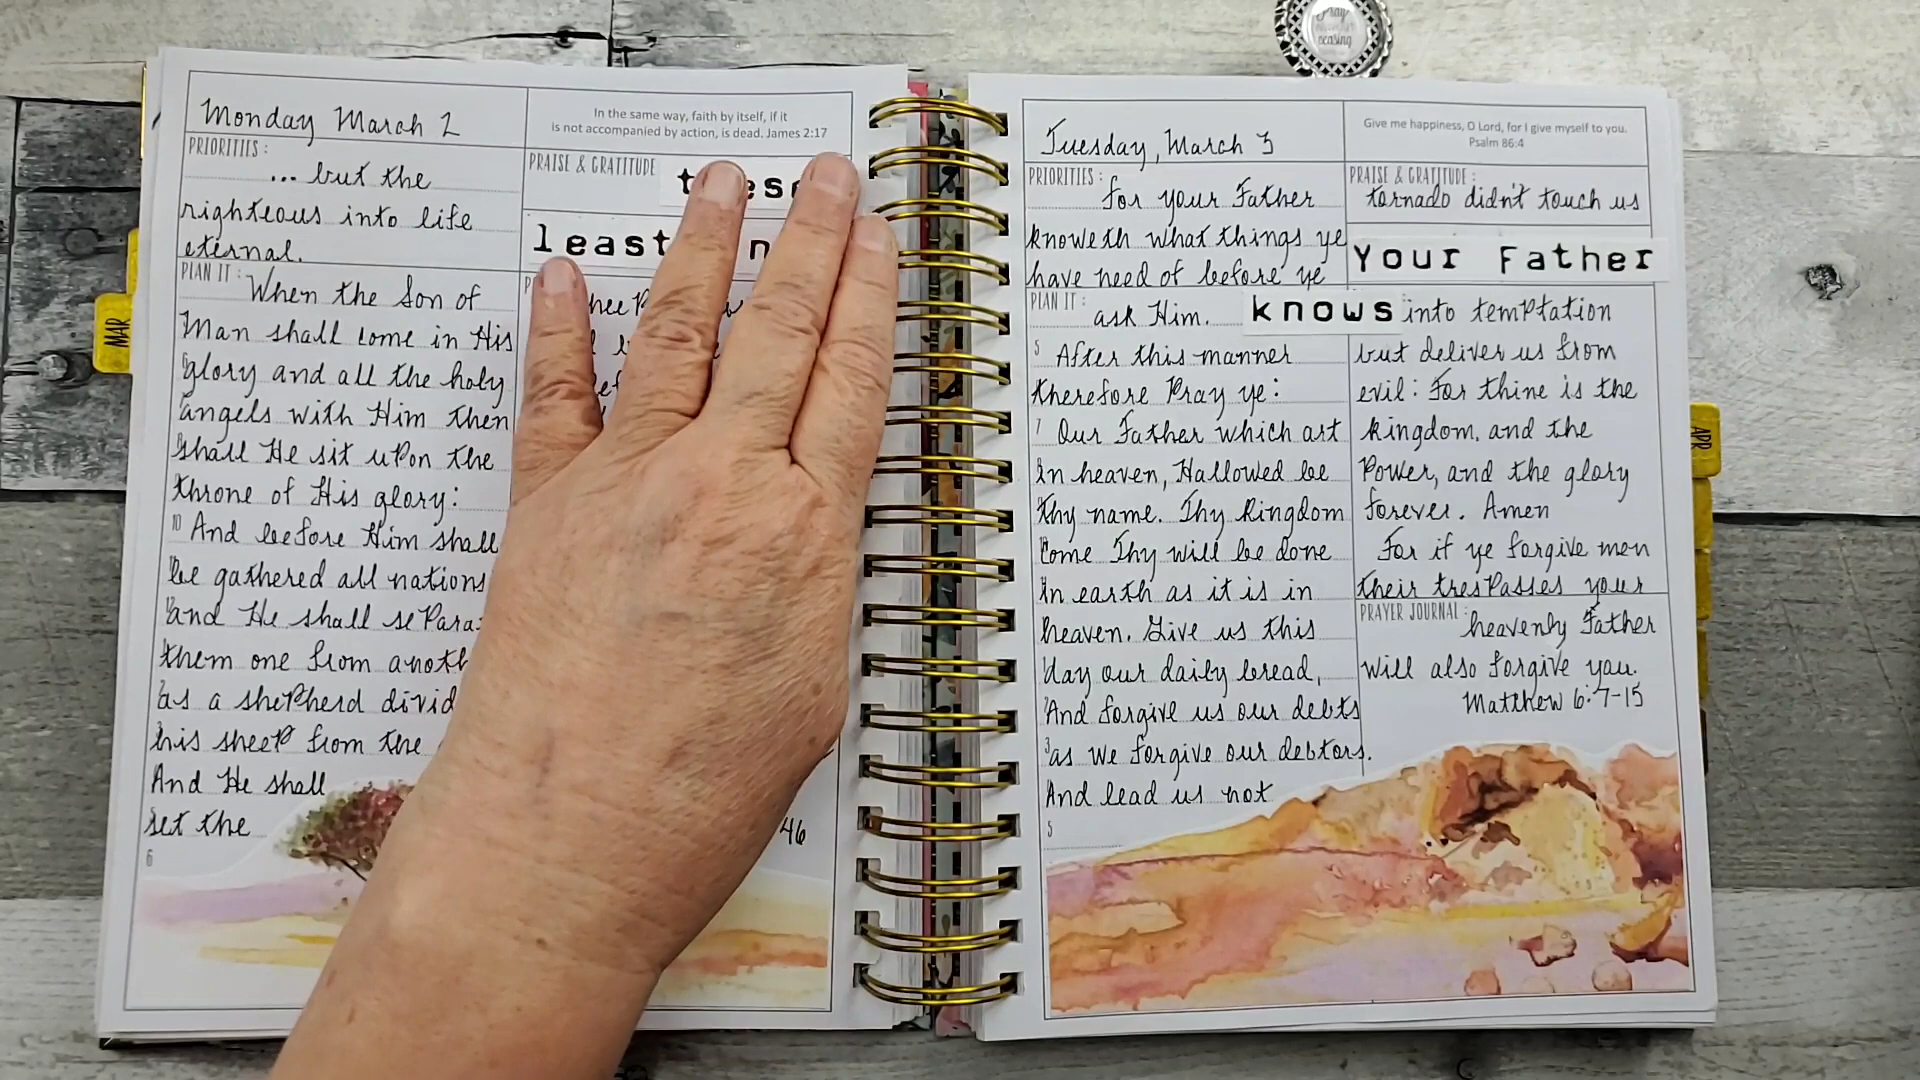 Pray
ceasing
Monday March 2
In the same way, faith by itself, if it
is not accompanied by action, is dead. James 2:17
PRIORITIES :
... but the
righteous into life
eternal.
PRAISE & GRATITUDE
least
PLAN IT :
When the Son of
Man shall come in His
glory and all the holy
angels with Him then
shall He sit upon the
throne of His glory:
10 And before Him shall
be gathered all nations
and He shall separa
them one from anoth
as a shepherd divid
his sheep from the
And He shall
set the
6
46
MAR
Tuesday, March 3
Give me happiness, O Lord, for I give myself to you.
Psalm 86:4
PRIORITIES :
for your Father
knoweth what things ye
have need of before ye
PLAN IT :
ask Him.
5 After this manner
therefore Pray ye:
7 Our Father which art
in heaven, Hallowed be
thy name. Thy Kingdom
come Thy will be done
in earth as it is in
heaven. Give us this
day our daily bread,
And forgive us our debts
as we forgive our debtors.
And lead us not
5
PRAISE & GRATITUDE :
tornado didn't touch us
Your Father
knows
into temptation
but deliver us from
evil: For thine is the
kingdom, and the
Power, and the glory
forever. Amen
For if ye forgive men
their trespasses your
PRAYER JOURNAL :
heavenly Father
will also forgive you.
Matthew 6:7-15
APR